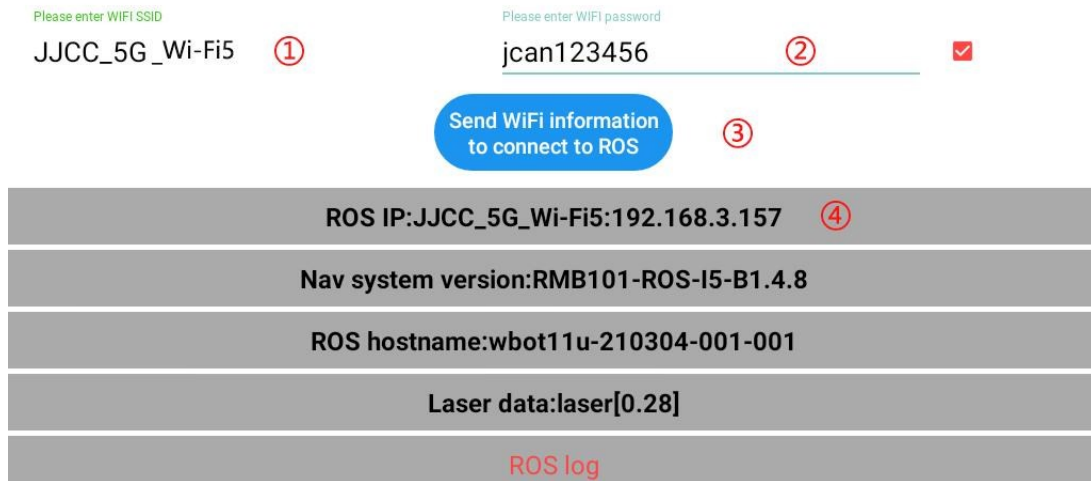 Please enter WIFI SSID
Please enter WIFI password
JJCC_5G_Wi-Fi5 ①
jcan123456 ②
Send WiFi information
to connect to ROS
③
ROS IP:JJCC_5G_Wi-Fi5:192.168.3.157 ④
Nav system version:RMB101-ROS-I5-B1.4.8
ROS hostname:wbot11u-210304-001-001
Laser data:laser[0.28]
ROS log